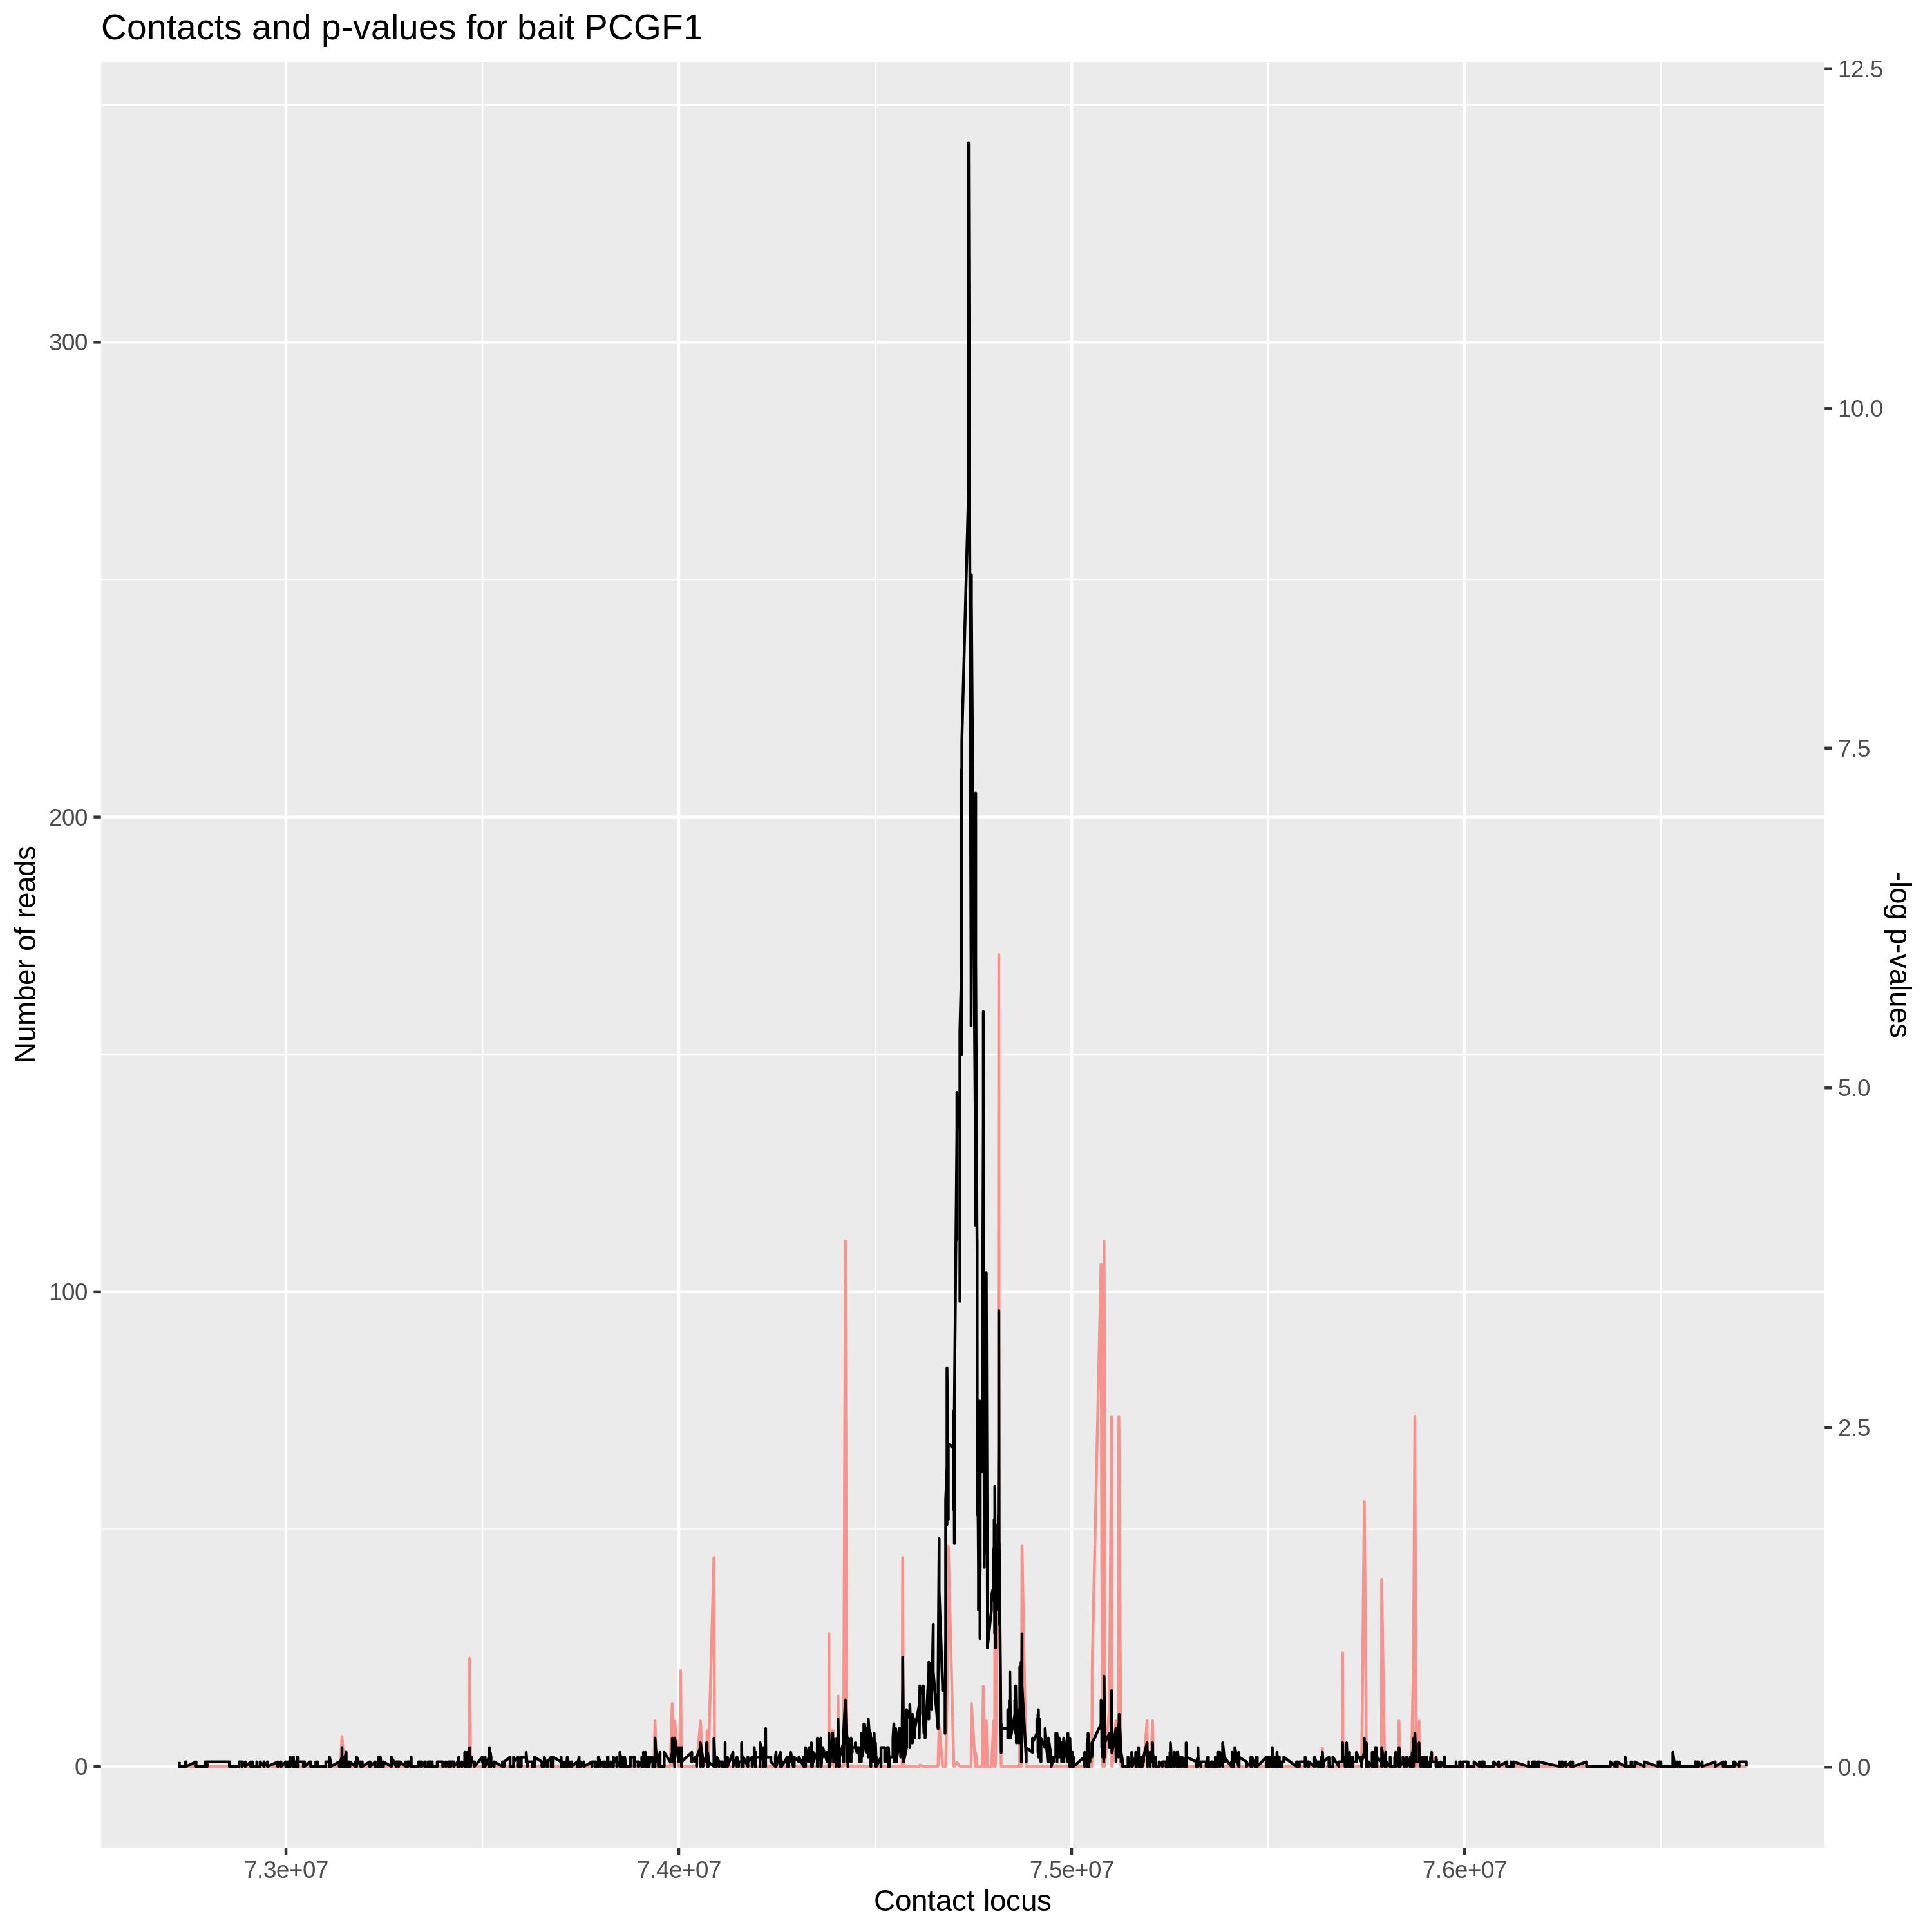 Contacts and p-values for bait PCGF1
12.5
300
10.0
7.5
200
Number of reads
-log p-values
5.0
100
2.5
0
0.0
7.3e+07
7.4e+07
7.5e+07
7.6e+07
Contact locus